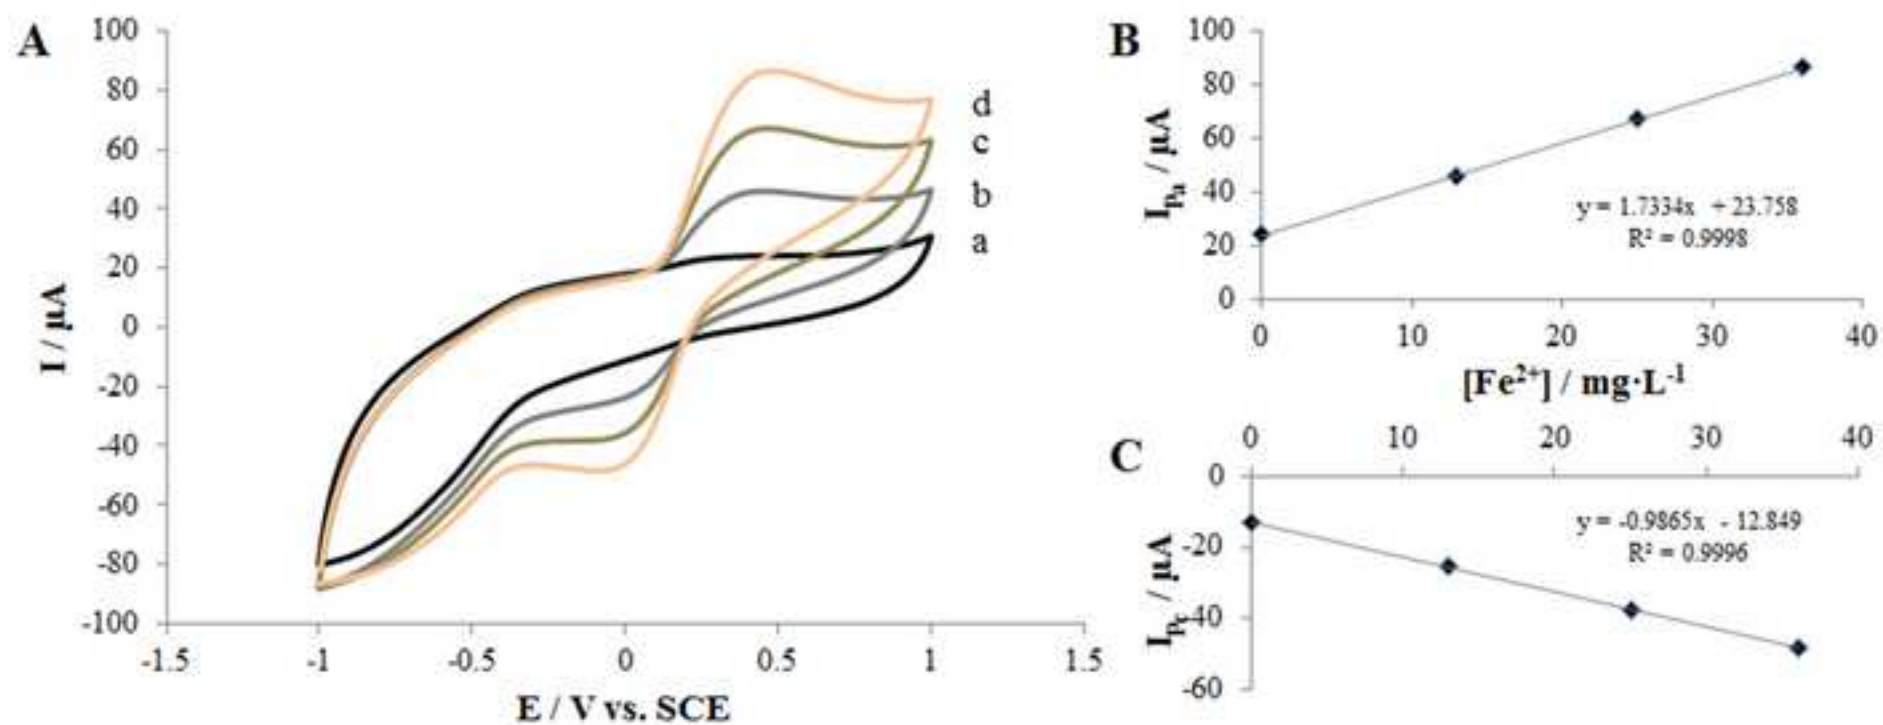 A
100
80
60
40
20
0
-20
-40
-60
-80
-100
I / µA
-1.5
-1
-0.5
0
0.5
1
1.5
E / V vs. SCE
d
c
b
a
B
100
80
60
40
20
0
Ipa / µA
y = 1.7334x + 23.758
R² = 0.9998
0
10
20
30
40
[Fe²⁺] / mg·L⁻¹
C
0
10
20
30
40
0
-20
-40
-60
Ipc / µA
y = -0.9865x - 12.849
R² = 0.9996